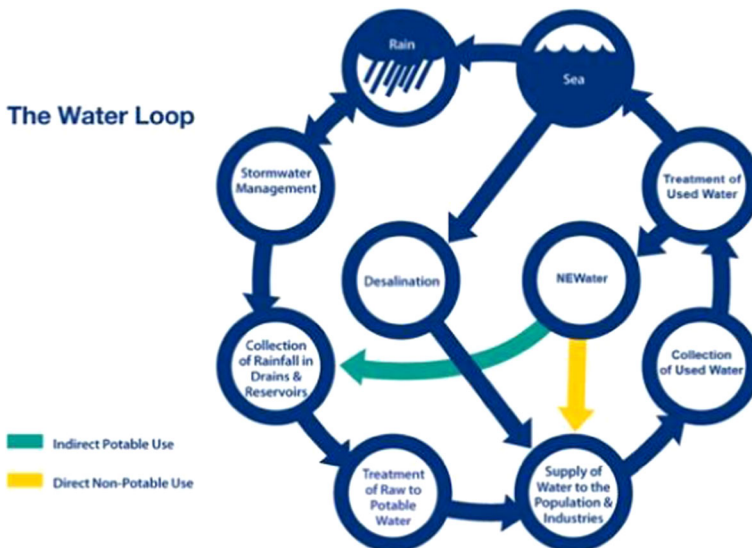 The Water Loop
Rain
Sea
Stormwater
Management
Treatment of
Used Water
Desalination
NEWater
Collection
of Rainfall in
Drains &
Reservoirs
Collection
of Used Water
Indirect Potable Use
Direct Non-Potable Use
Treatment
of Raw to
Potable
Water
Supply of
Water to the
Population &
Industries